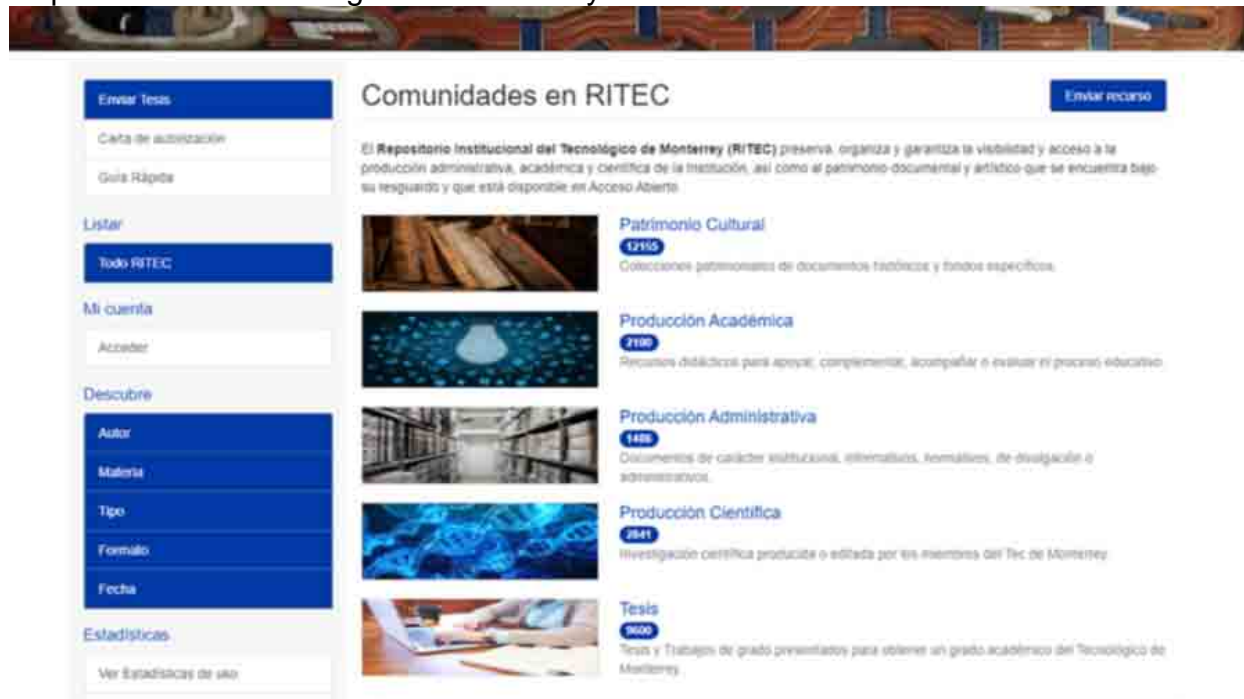 Enviar Tesis
Carta de autorización
Guía Rápida
Listar
Todo RITEC
Mi cuenta
Acceder
Descubre
Autor
Materia
Tipo
Formato
Fecha
Estadísticas
Ver Estadísticas de uso
Comunidades en RITEC
Enviar recurso
El Repositorio Institucional del Tecnológico de Monterrey (RITEC) preserva, organiza y garantiza la visibilidad y acceso a la
producción administrativa, académica y científica de la Institución, así como al patrimonio documental y artístico que se encuentra bajo
su resguardo y que está disponible en Acceso Abierto.
Patrimonio Cultural
12155
Colecciones patrimoniales de documentos históricos y fondos específicos.
Producción Académica
2100
Recursos didácticos para apoyar, complementar, acompañar o evaluar el proceso educativo.
Producción Administrativa
1486
Documentos de carácter institucional, informativos, normativos, de divulgación o
administrativos.
Producción Científica
2841
Investigación científica producida o editada por los miembros del Tec de Monterrey.
Tesis
9600
Tesis y Trabajos de grado presentados para obtener un grado académico del Tecnológico de
Monterrey.